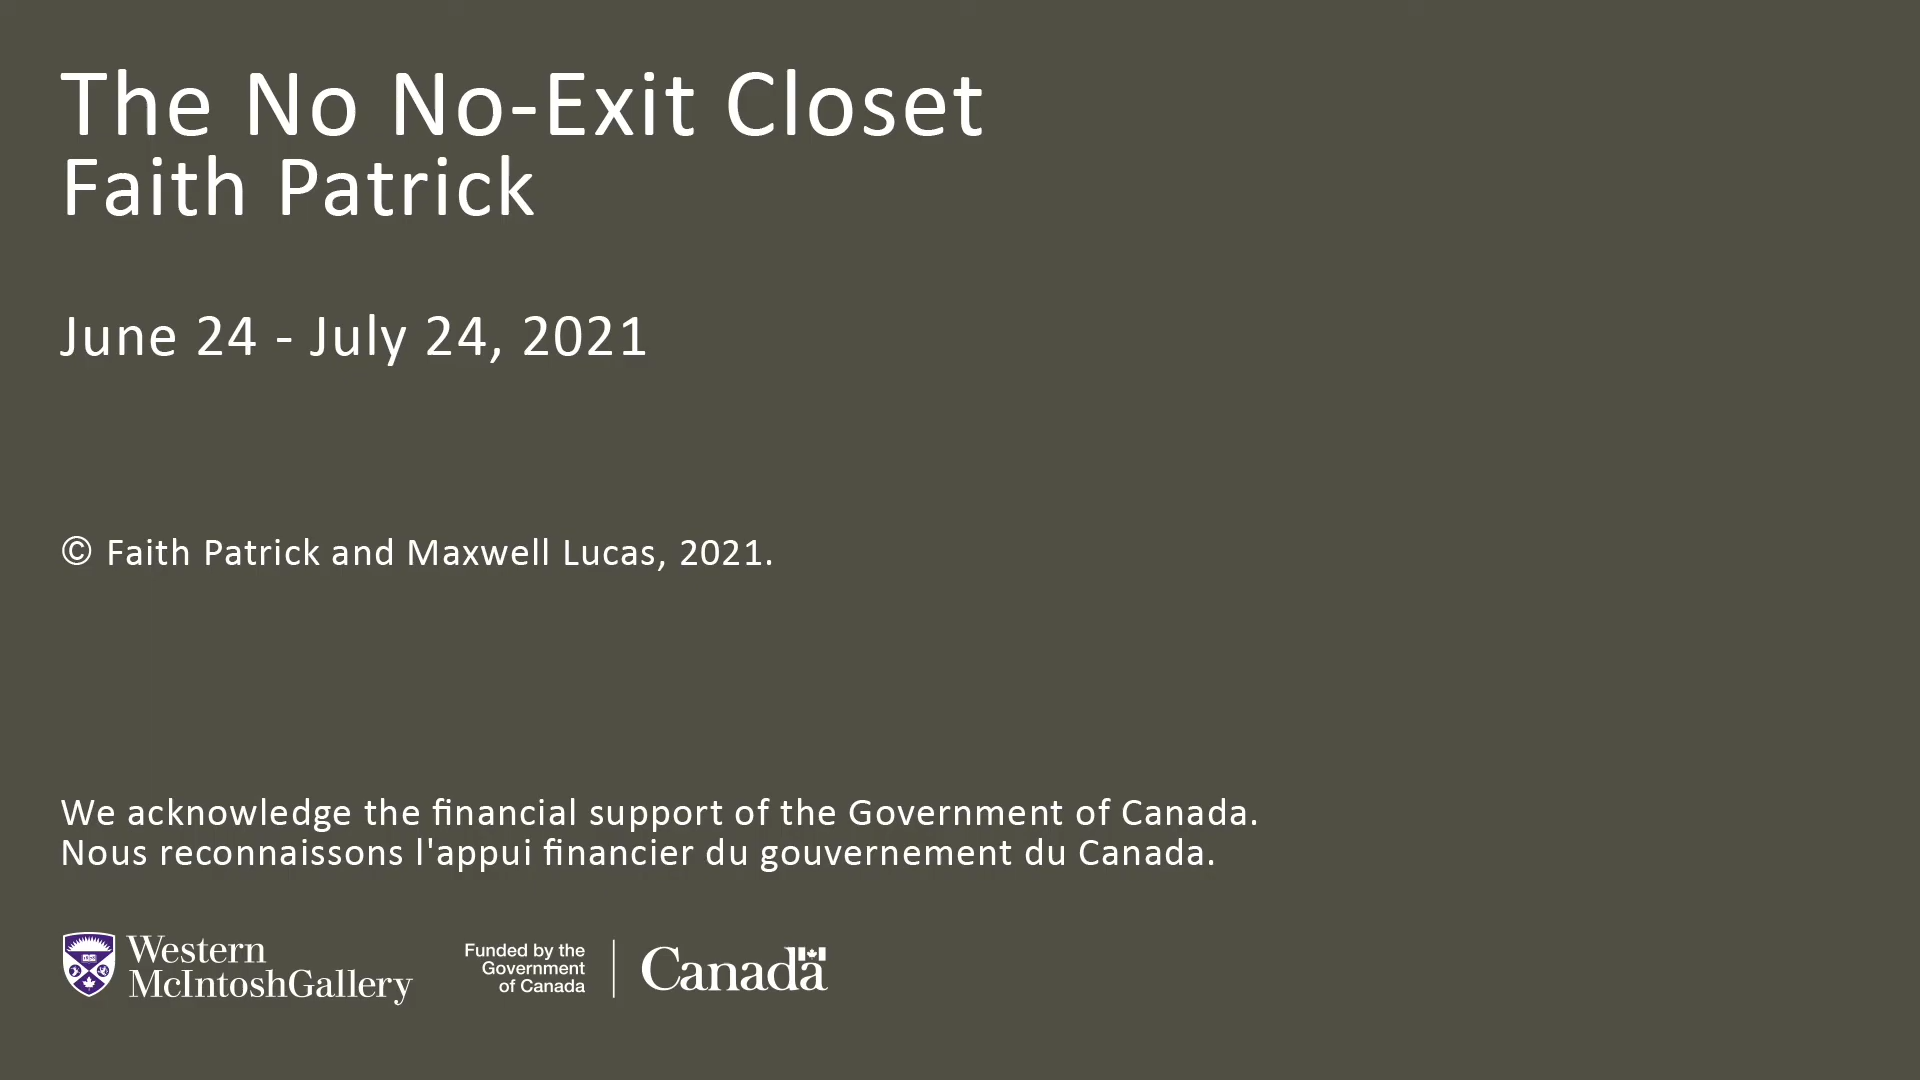 The No No-Exit Closet
Faith Patrick
June 24 - July 24, 2021
© Faith Patrick and Maxwell Lucas, 2021.
We acknowledge the financial support of the Government of Canada.
Nous reconnaissons l'appui financier du gouvernement du Canada.
Western
McIntoshGallery
Funded by the
Government
of Canada
Canada